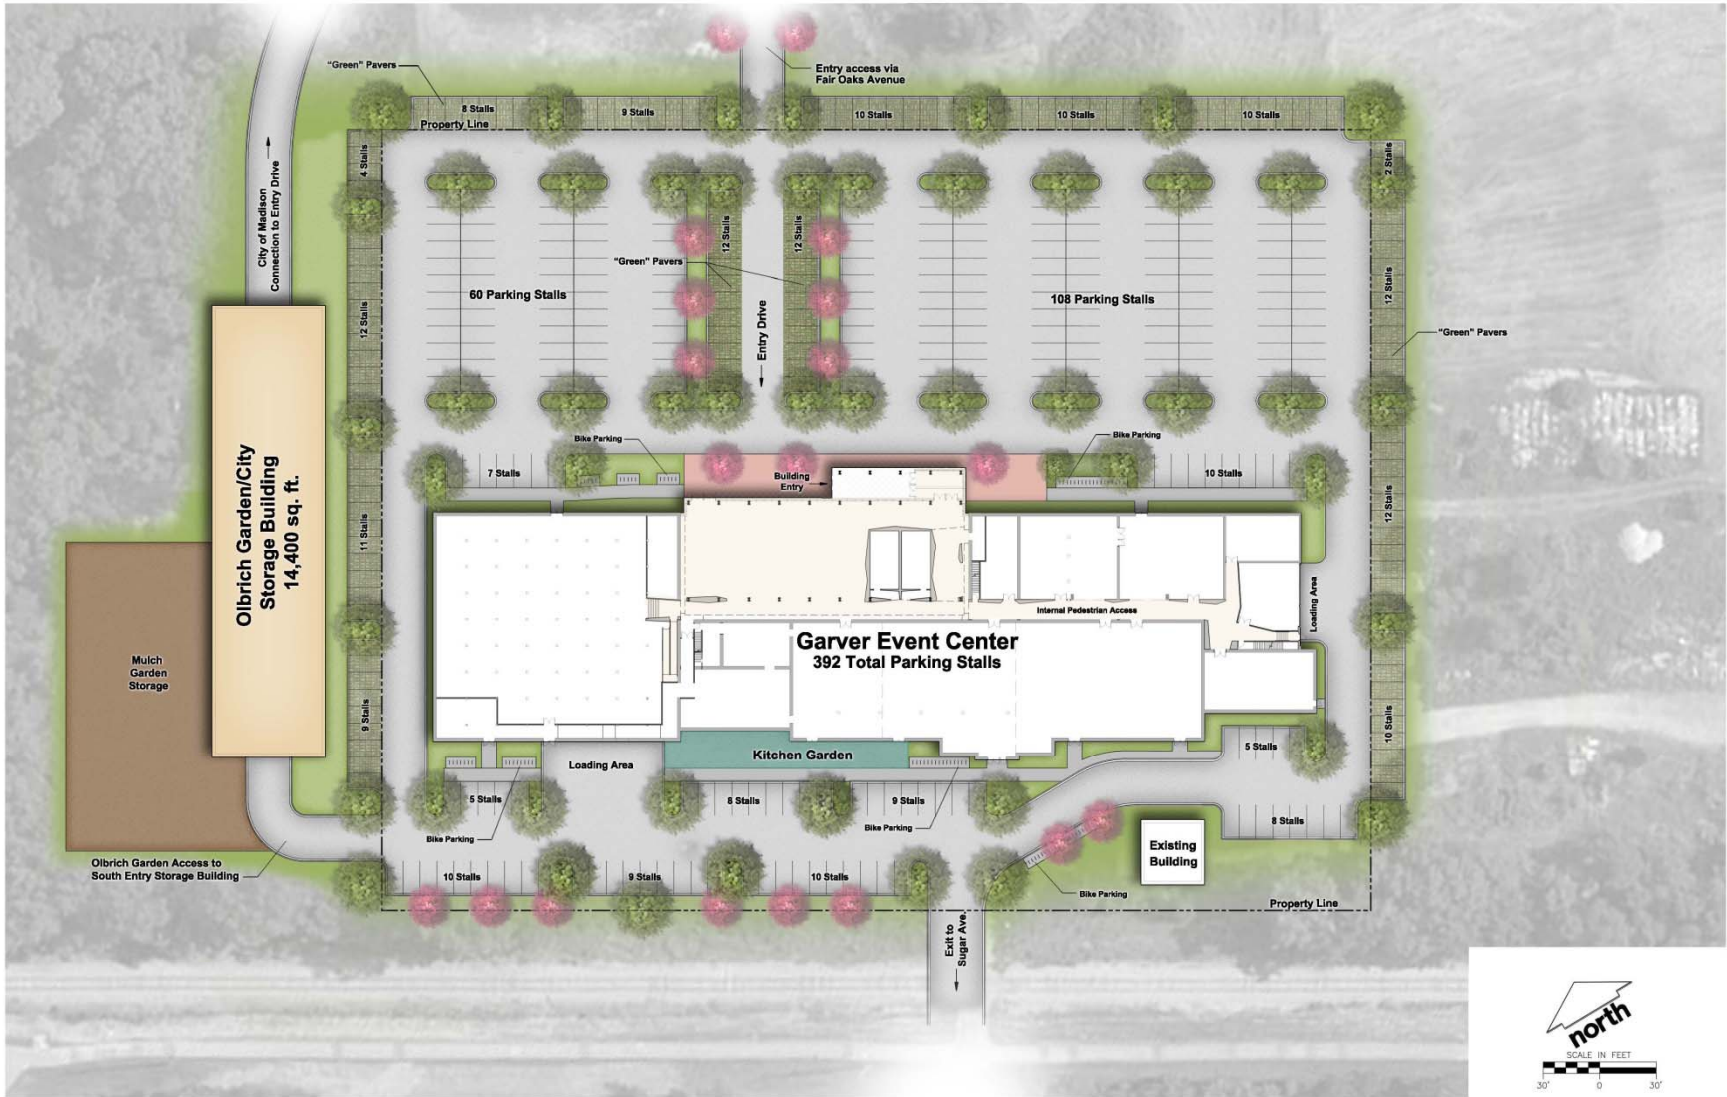 "Green" Pavers
Entry access via
Fair Oaks Avenue
8 Stalls
9 Stalls
10 Stalls
10 Stalls
10 Stalls
Property Line
4 Stalls
2 Stalls
City of Madison
Connection to Entry Drive
12 Stalls
12 Stalls
"Green" Pavers
60 Parking Stalls
108 Parking Stalls
12 Stalls
12 Stalls
Entry Drive
"Green" Pavers
Bike Parking
Bike Parking
7 Stalls
10 Stalls
Building
Entry
Olbrich Garden/City
Storage Building
14,400 sq. ft.
11 Stalls
12 Stalls
Internal Pedestrian Access
Loading Area
Garver Event Center
392 Total Parking Stalls
Mulch
Garden
Storage
9 Stalls
10 Stalls
Kitchen Garden
Loading Area
5 Stalls
5 Stalls
8 Stalls
9 Stalls
8 Stalls
Bike Parking
Bike Parking
Existing
Building
Olbrich Garden Access to
South Entry Storage Building
10 Stalls
9 Stalls
10 Stalls
Bike Parking
Property Line
Exit to
Sugar Ave.
north
SCALE IN FEET
30'
0
30'